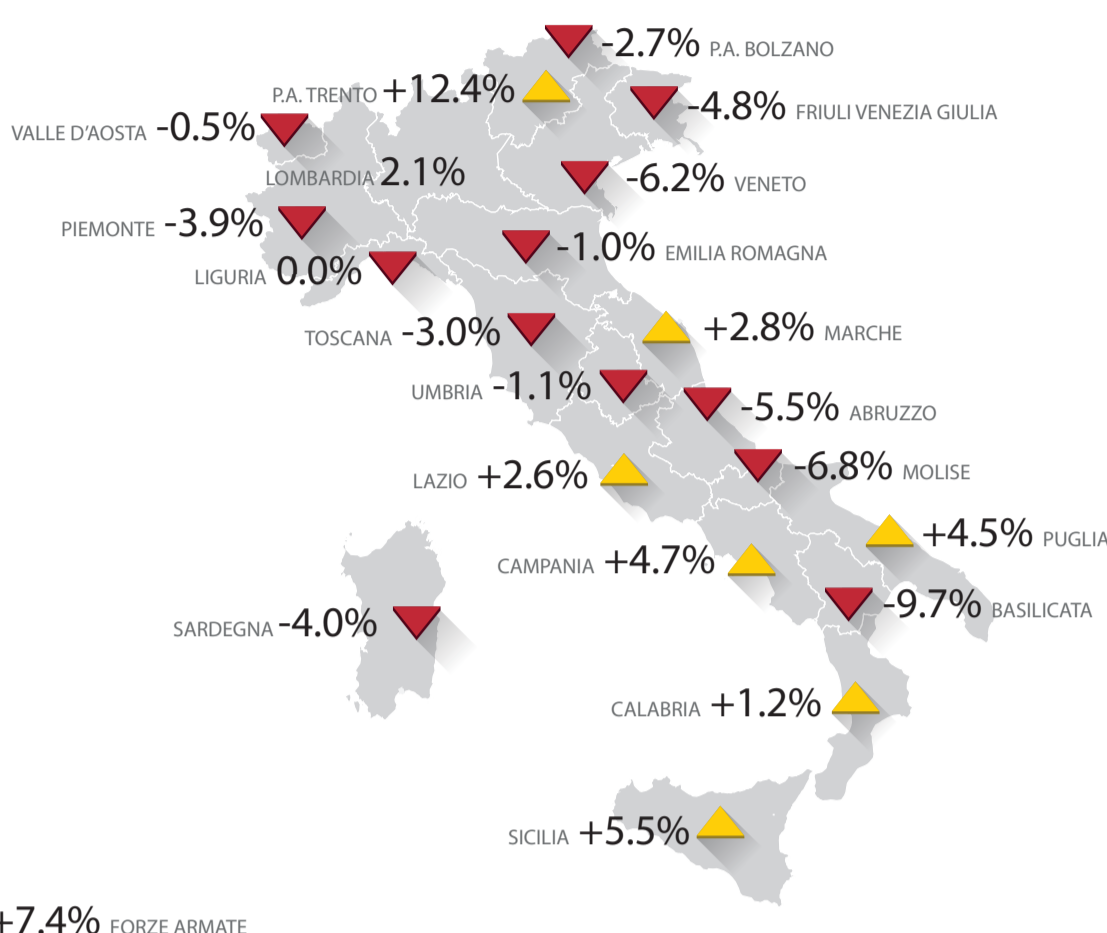 -2.7% P.A. BOLZANO
P.A. TRENTO +12.4%
-4.8% FRIULI VENEZIA GIULIA
VALLE D'AOSTA -0.5%
LOMBARDIA 2.1%
-6.2% VENETO
PIEMONTE -3.9%
-1.0% EMILIA ROMAGNA
LIGURIA 0.0%
TOSCANA -3.0%
+2.8% MARCHE
UMBRIA -1.1%
-5.5% ABRUZZO
LAZIO +2.6%
-6.8% MOLISE
+4.5% PUGLIA
CAMPANIA +4.7%
-9.7% BASILICATA
SARDEGNA -4.0%
CALABRIA +1.2%
SICILIA +5.5%
+7.4% FORZE ARMATE